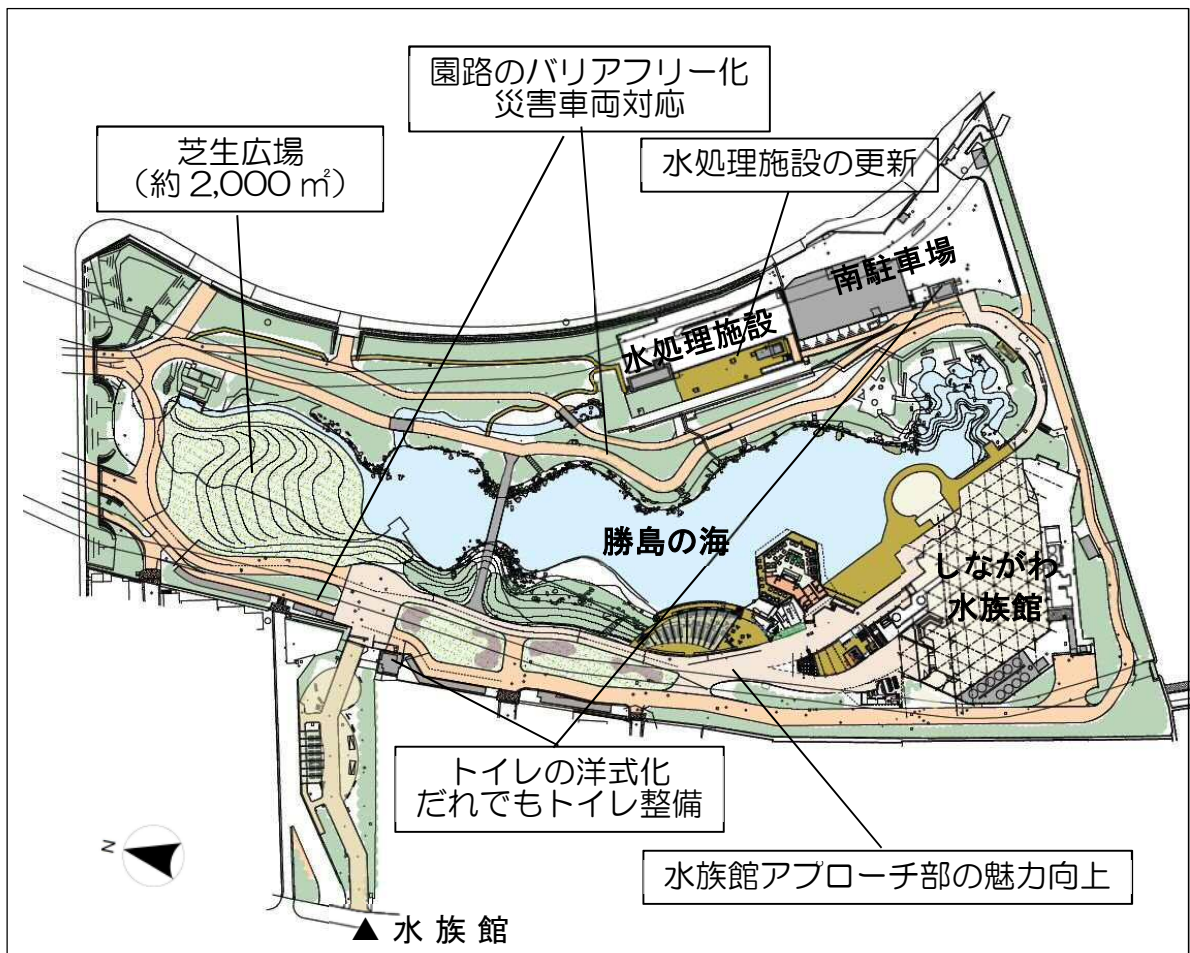 園路のバリアフリー化
災害車両対応
芝生広場
（約 2,000 ㎡）
水処理施設の更新
南駐車場
水処理施設
勝島の海
しながわ
水族館
トイレの洋式化
だれでもトイレ整備
水族館アプローチ部の魅力向上
N
▲ 水 族 館